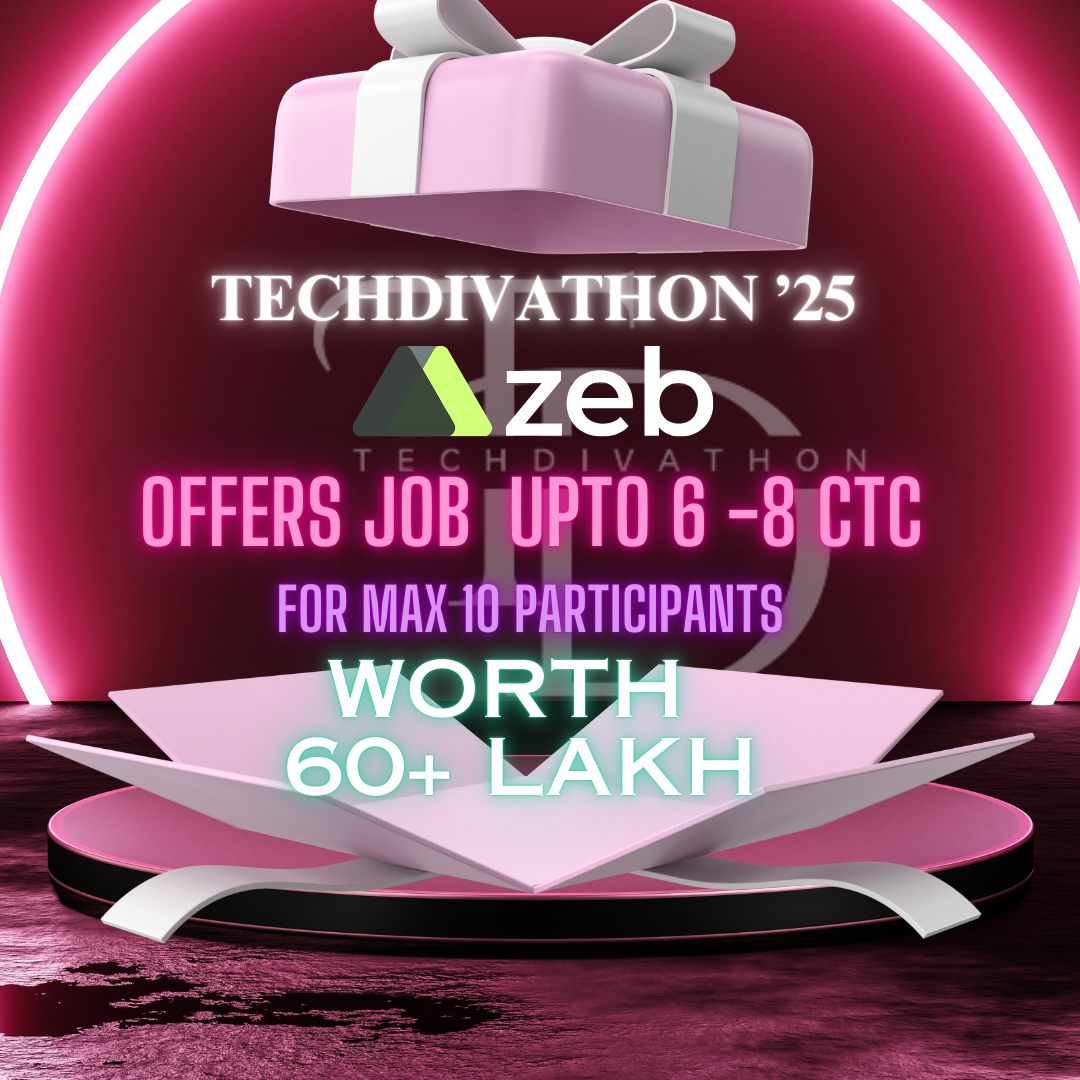 TECHDIVATHON ’25
zeb
TECHDIVATHON
OFFERS JOB UPTO 6 -8 CTC
FOR MAX 10 PARTICIPANTS
WORTH
60+ LAKH